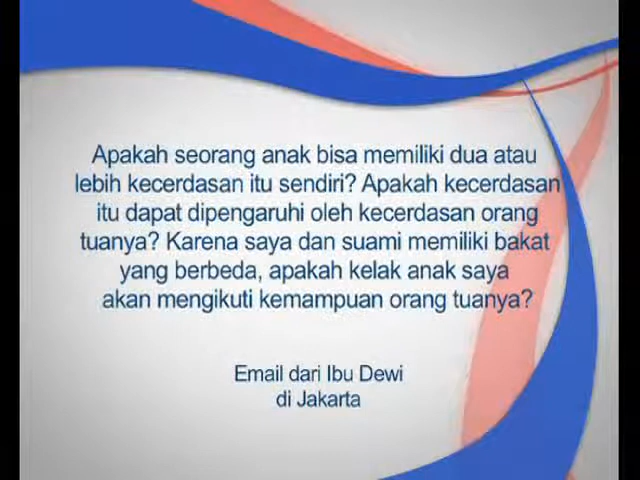 Apakah seorang anak bisa memiliki dua atau
lebih kecerdasan itu sendiri? Apakah kecerdasan
itu dapat dipengaruhi oleh kecerdasan orang
tuanya? Karena saya dan suami memiliki bakat
yang berbeda, apakah kelak anak saya
akan mengikuti kemampuan orang tuanya?
Email dari Ibu Dewi
di Jakarta